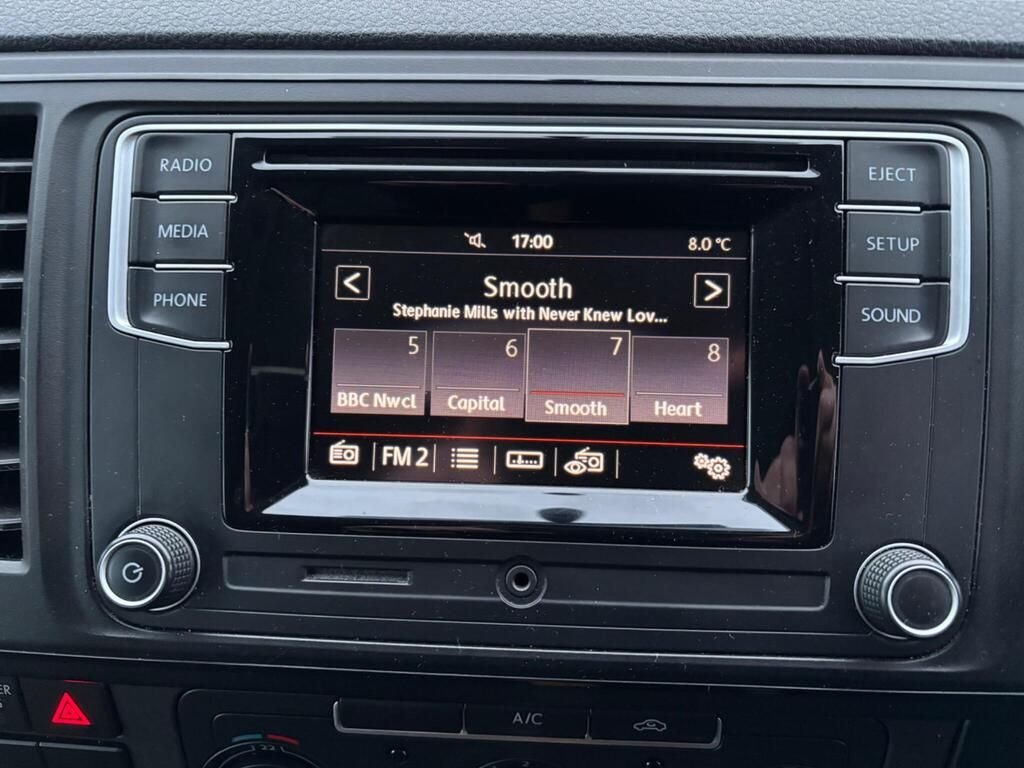 RADIO
MEDIA
PHONE
EJECT
SETUP
SOUND
17:00
8.0 °C
<
Smooth
>
Stephanie Mills with Never Knew Lov...
5
6
7
8
BBC Nwcl
Capital
Smooth
Heart
FM 2
A/C
22